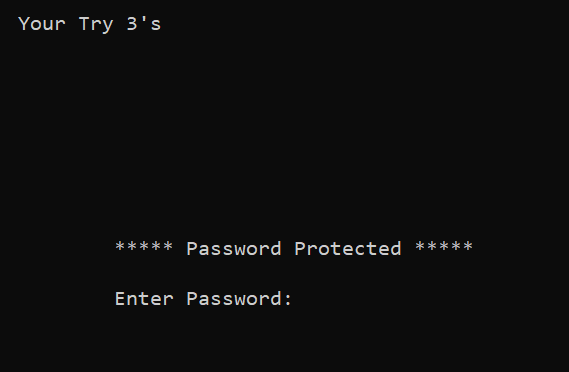 Your Try 3's
***** Password Protected *****
Enter Password: